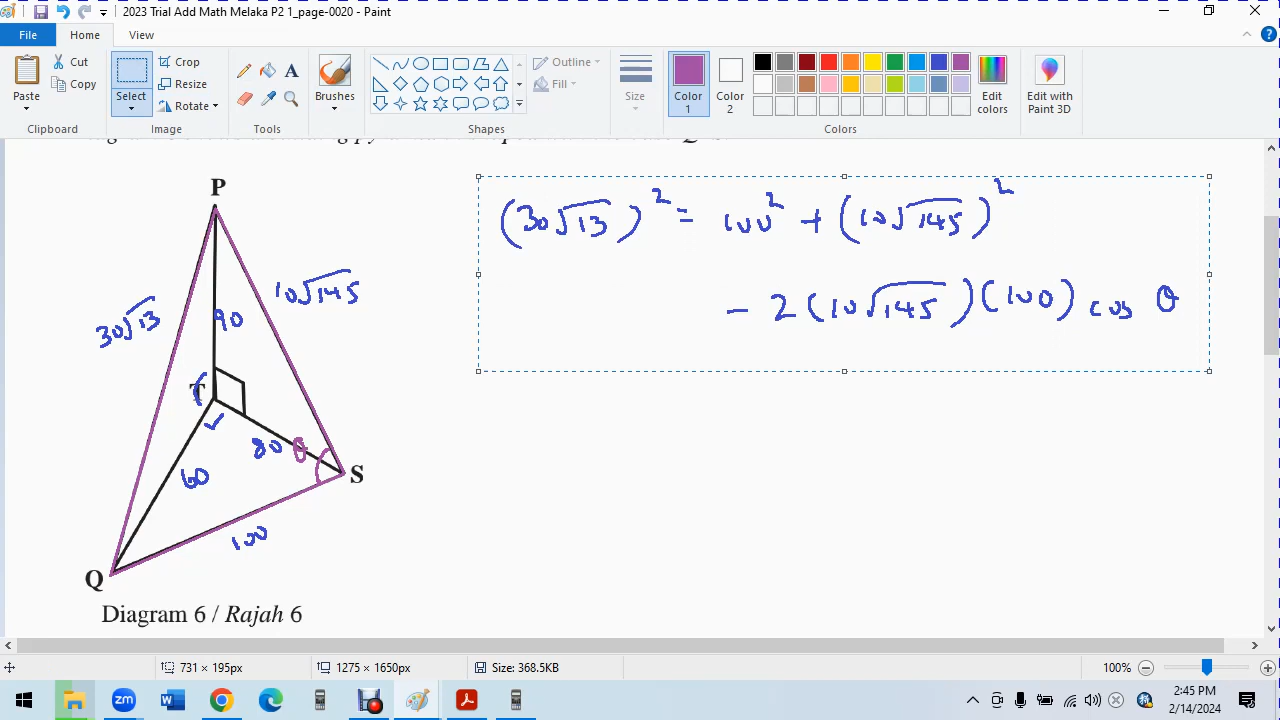 2023 Trial Add Math Melaka P2 1_page-0020 - Paint
File Home View
Paste
Cut
Copy
Clipboard
Select
Crop
Resize
Rotate
Image
Tools
Brushes
Shapes
Outline
Fill
Size
Color 1
Color 2
Edit colors
Colors
Edit with Paint 3D
P
30√13
90
10√145
T
80
θ
60
S
100
Q
Diagram 6 / Rajah 6
(30√13)² = 100² + (10√145)²
- 2(10√145)(100) cos θ
731 × 195px
1275 × 1650px
Size: 368.5KB
100%
zm
2:45 PM
2/14/2024